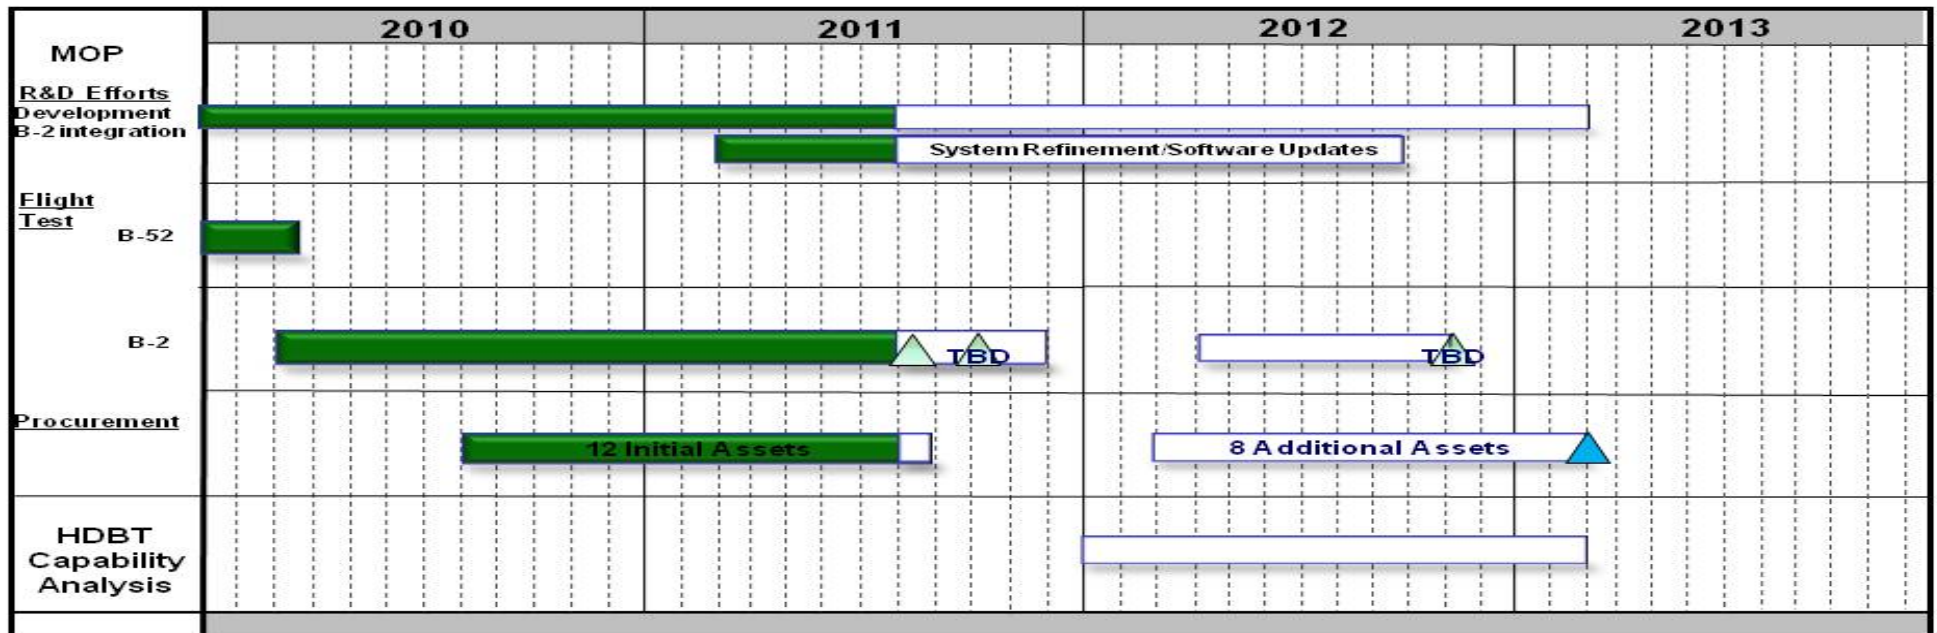 2010 2011 2012 2013
MOP
R&D Efforts
Development
B-2 integration
System Refinement/Software Updates
Flight
Test
B-52
B-2
TBD
TBD
Procurement
12 Initial Assets
8 Additional Assets
HDBT
Capability
Analysis